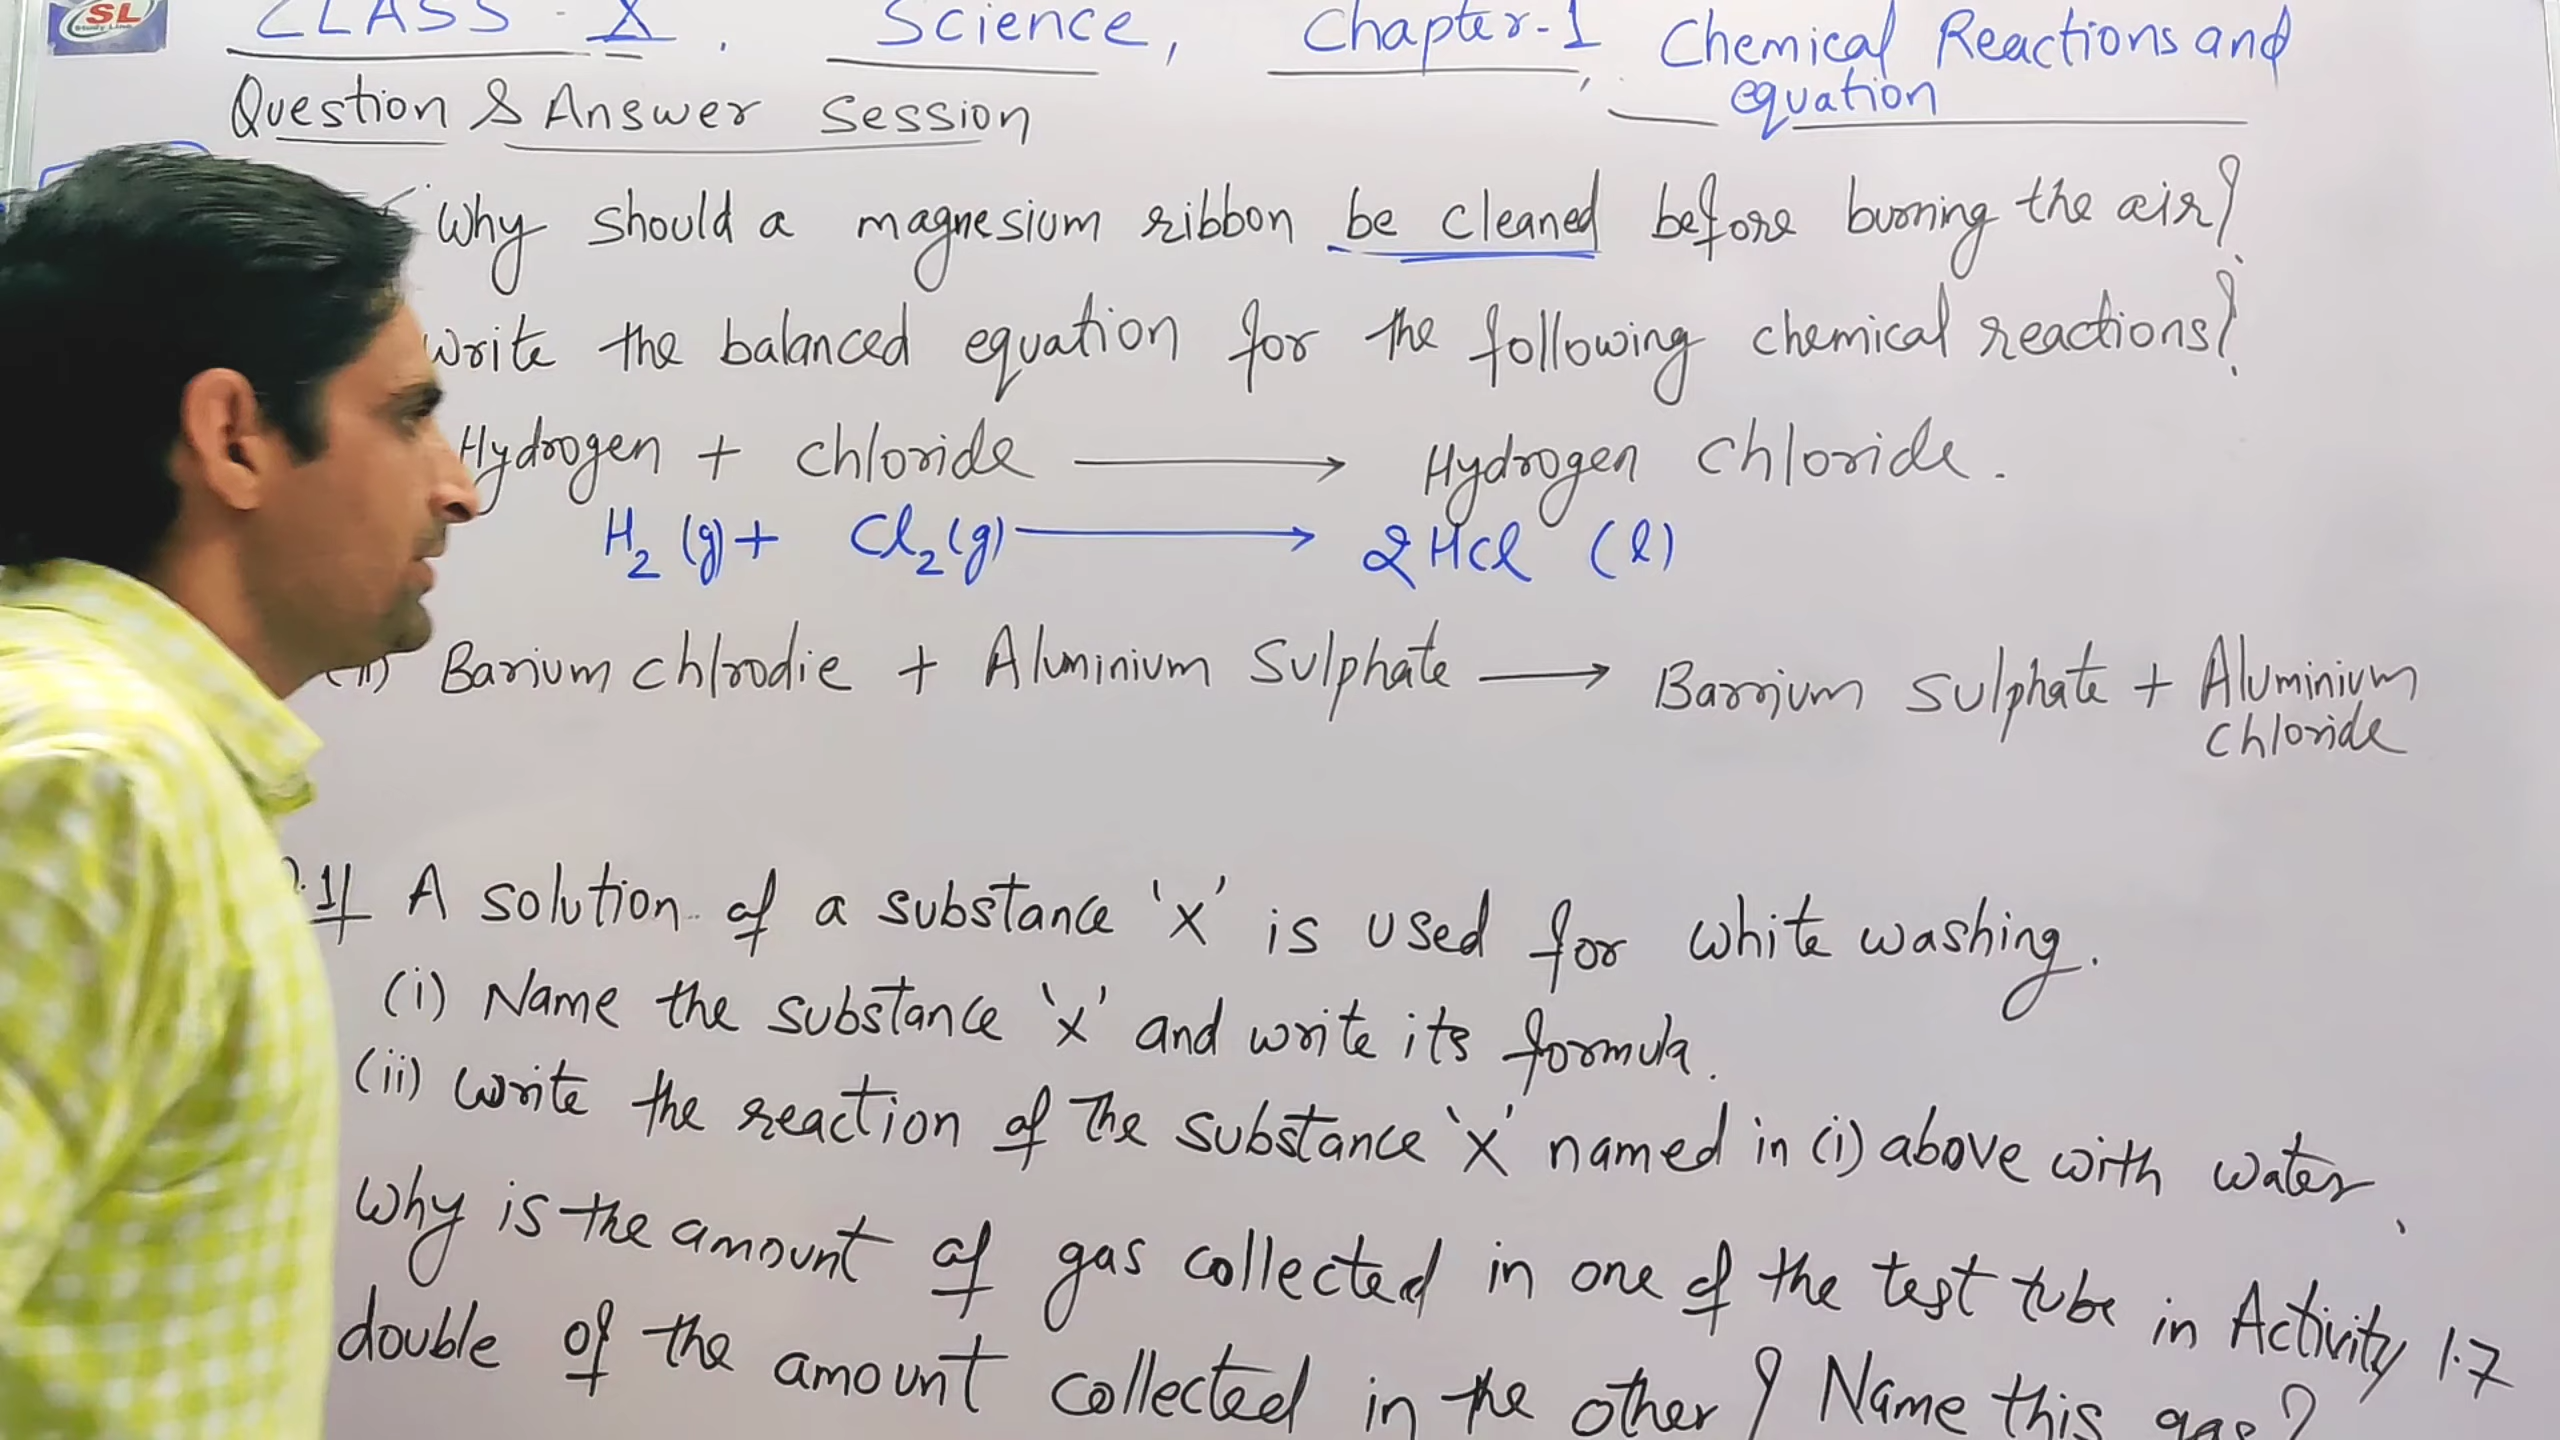 SL
Study Line
CLASS - X, Science, Chapter-1, Chemical Reactions and
equation
Question & Answer Session
Why should a magnesium ribbon be cleaned before burning the air?
Write the balanced equation for the following chemical reactions?
Hydrogen + chloride ⟶ Hydrogen Chloride.
H₂ (g) + Cl₂ (g) ⟶ 2HCl (l)
(ii) Barium chlrodie + Aluminium Sulphate ⟶ Barrium Sulphate + Aluminium
chloride
.1| A solution of a substance 'X' is used for white washing.
(i) Name the substance 'X' and write its formula.
(ii) Write the reaction of the substance 'X' named in (i) above with water.
Why is the amount of gas collected in one of the test tube in Activity 1.7
double of the amount collected in the other? Name this gas?